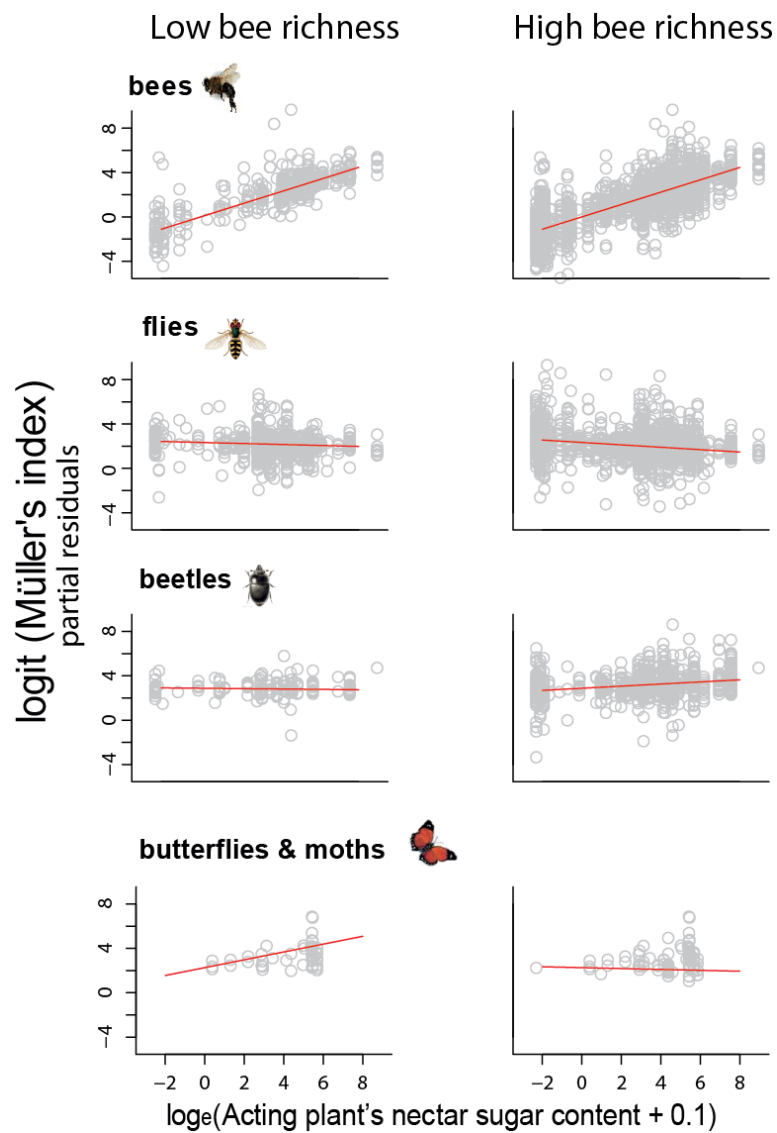 Low bee richness
High bee richness
bees
8
4
0
−4
flies
8
4
0
−4
beetles
8
4
0
−4
butterflies & moths
8
4
0
−4
−2 0 2 4 6 8
−2 0 2 4 6 8
logit (Müller's index)
partial residuals
loge(Acting plant's nectar sugar content + 0.1)